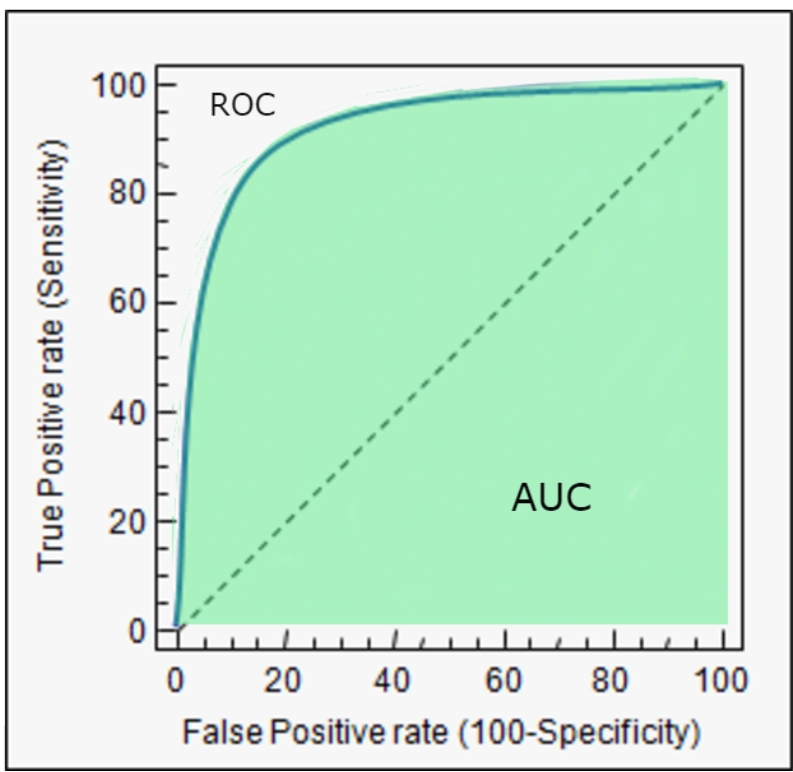 ROC
AUC
True Positive rate (Sensitivity)
100
80
60
40
20
0
0 20 40 60 80 100
False Positive rate (100-Specificity)